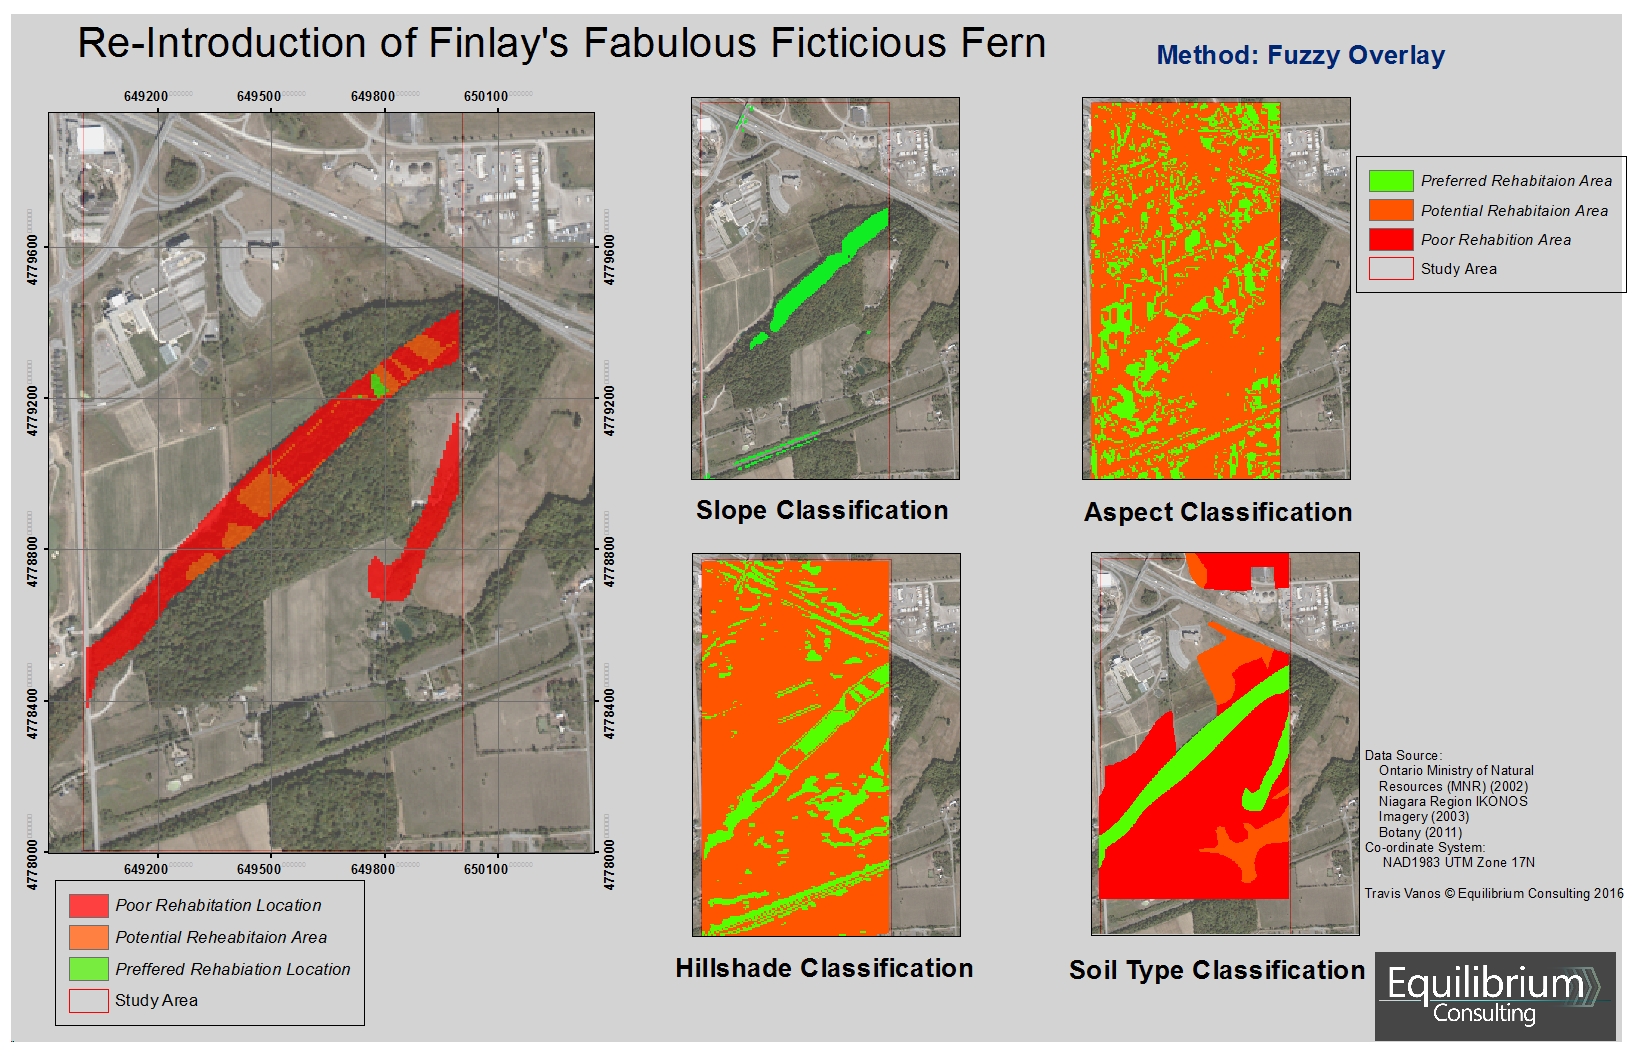 Re-Introduction of Finlay's Fabulous Ficticious Fern
Method: Fuzzy Overlay
649200 649500 649800 650100
4779600
4779200
4778800
4778400
4778000
4779600
4779200
4778800
4778400
4778000
649200 649500 649800 650100
Poor Rehabitation Location
Potential Reheabitaion Area
Preffered Rehabiation Location
Study Area
Slope Classification
Aspect Classification
Preferred Rehabitaion Area
Potential Rehabitaion Area
Poor Rehabition Area
Study Area
Hillshade Classification
Soil Type Classification
Data Source:
Ontario Ministry of Natural
Resources (MNR) (2002)
Niagara Region IKONOS
Imagery (2003)
Botany (2011)
Co-ordinate System:
NAD1983 UTM Zone 17N
Travis Vanos © Equilibrium Consulting 2016
Equilibrium
Consulting